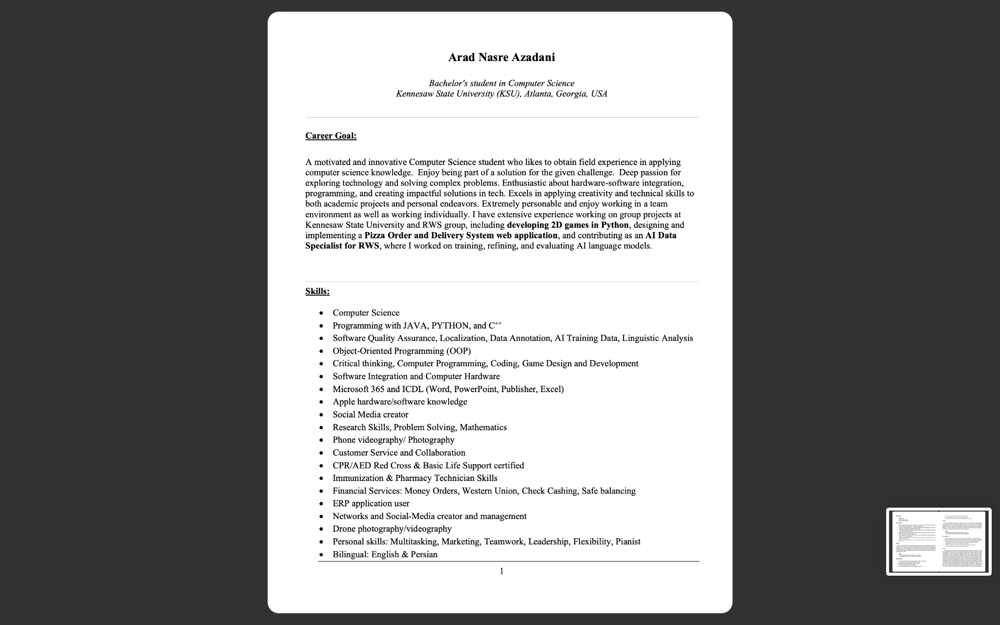 Arad Nasre Azadani
Bachelor's student in Computer Science
Kennesaw State University (KSU), Atlanta, Georgia, USA
Career Goal:
A motivated and innovative Computer Science student who likes to obtain field experience in applying
computer science knowledge.  Enjoy being part of a solution for the given challenge.  Deep passion for
exploring technology and solving complex problems. Enthusiastic about hardware-software integration,
programming, and creating impactful solutions in tech. Excels in applying creativity and technical skills to
both academic projects and personal endeavors. Extremely personable and enjoy working in a team
environment as well as working individually. I have extensive experience working on group projects at
Kennesaw State University and RWS group, including developing 2D games in Python, designing and
implementing a Pizza Order and Delivery System web application, and contributing as an AI Data
Specialist for RWS, where I worked on training, refining, and evaluating AI language models.
Skills:
• Computer Science
• Programming with JAVA, PYTHON, and C++
• Software Quality Assurance, Localization, Data Annotation, AI Training Data, Linguistic Analysis
• Object-Oriented Programming (OOP)
• Critical thinking, Computer Programming, Coding, Game Design and Development
• Software Integration and Computer Hardware
• Microsoft 365 and ICDL (Word, PowerPoint, Publisher, Excel)
• Apple hardware/software knowledge
• Social Media creator
• Research Skills, Problem Solving, Mathematics
• Phone videography/ Photography
• Customer Service and Collaboration
• CPR/AED Red Cross & Basic Life Support certified
• Immunization & Pharmacy Technician Skills
• Financial Services: Money Orders, Western Union, Check Cashing, Safe balancing
• ERP application user
• Networks and Social-Media creator and management
• Drone photography/videography
• Personal skills: Multitasking, Marketing, Teamwork, Leadership, Flexibility, Pianist
• Bilingual: English & Persian
1